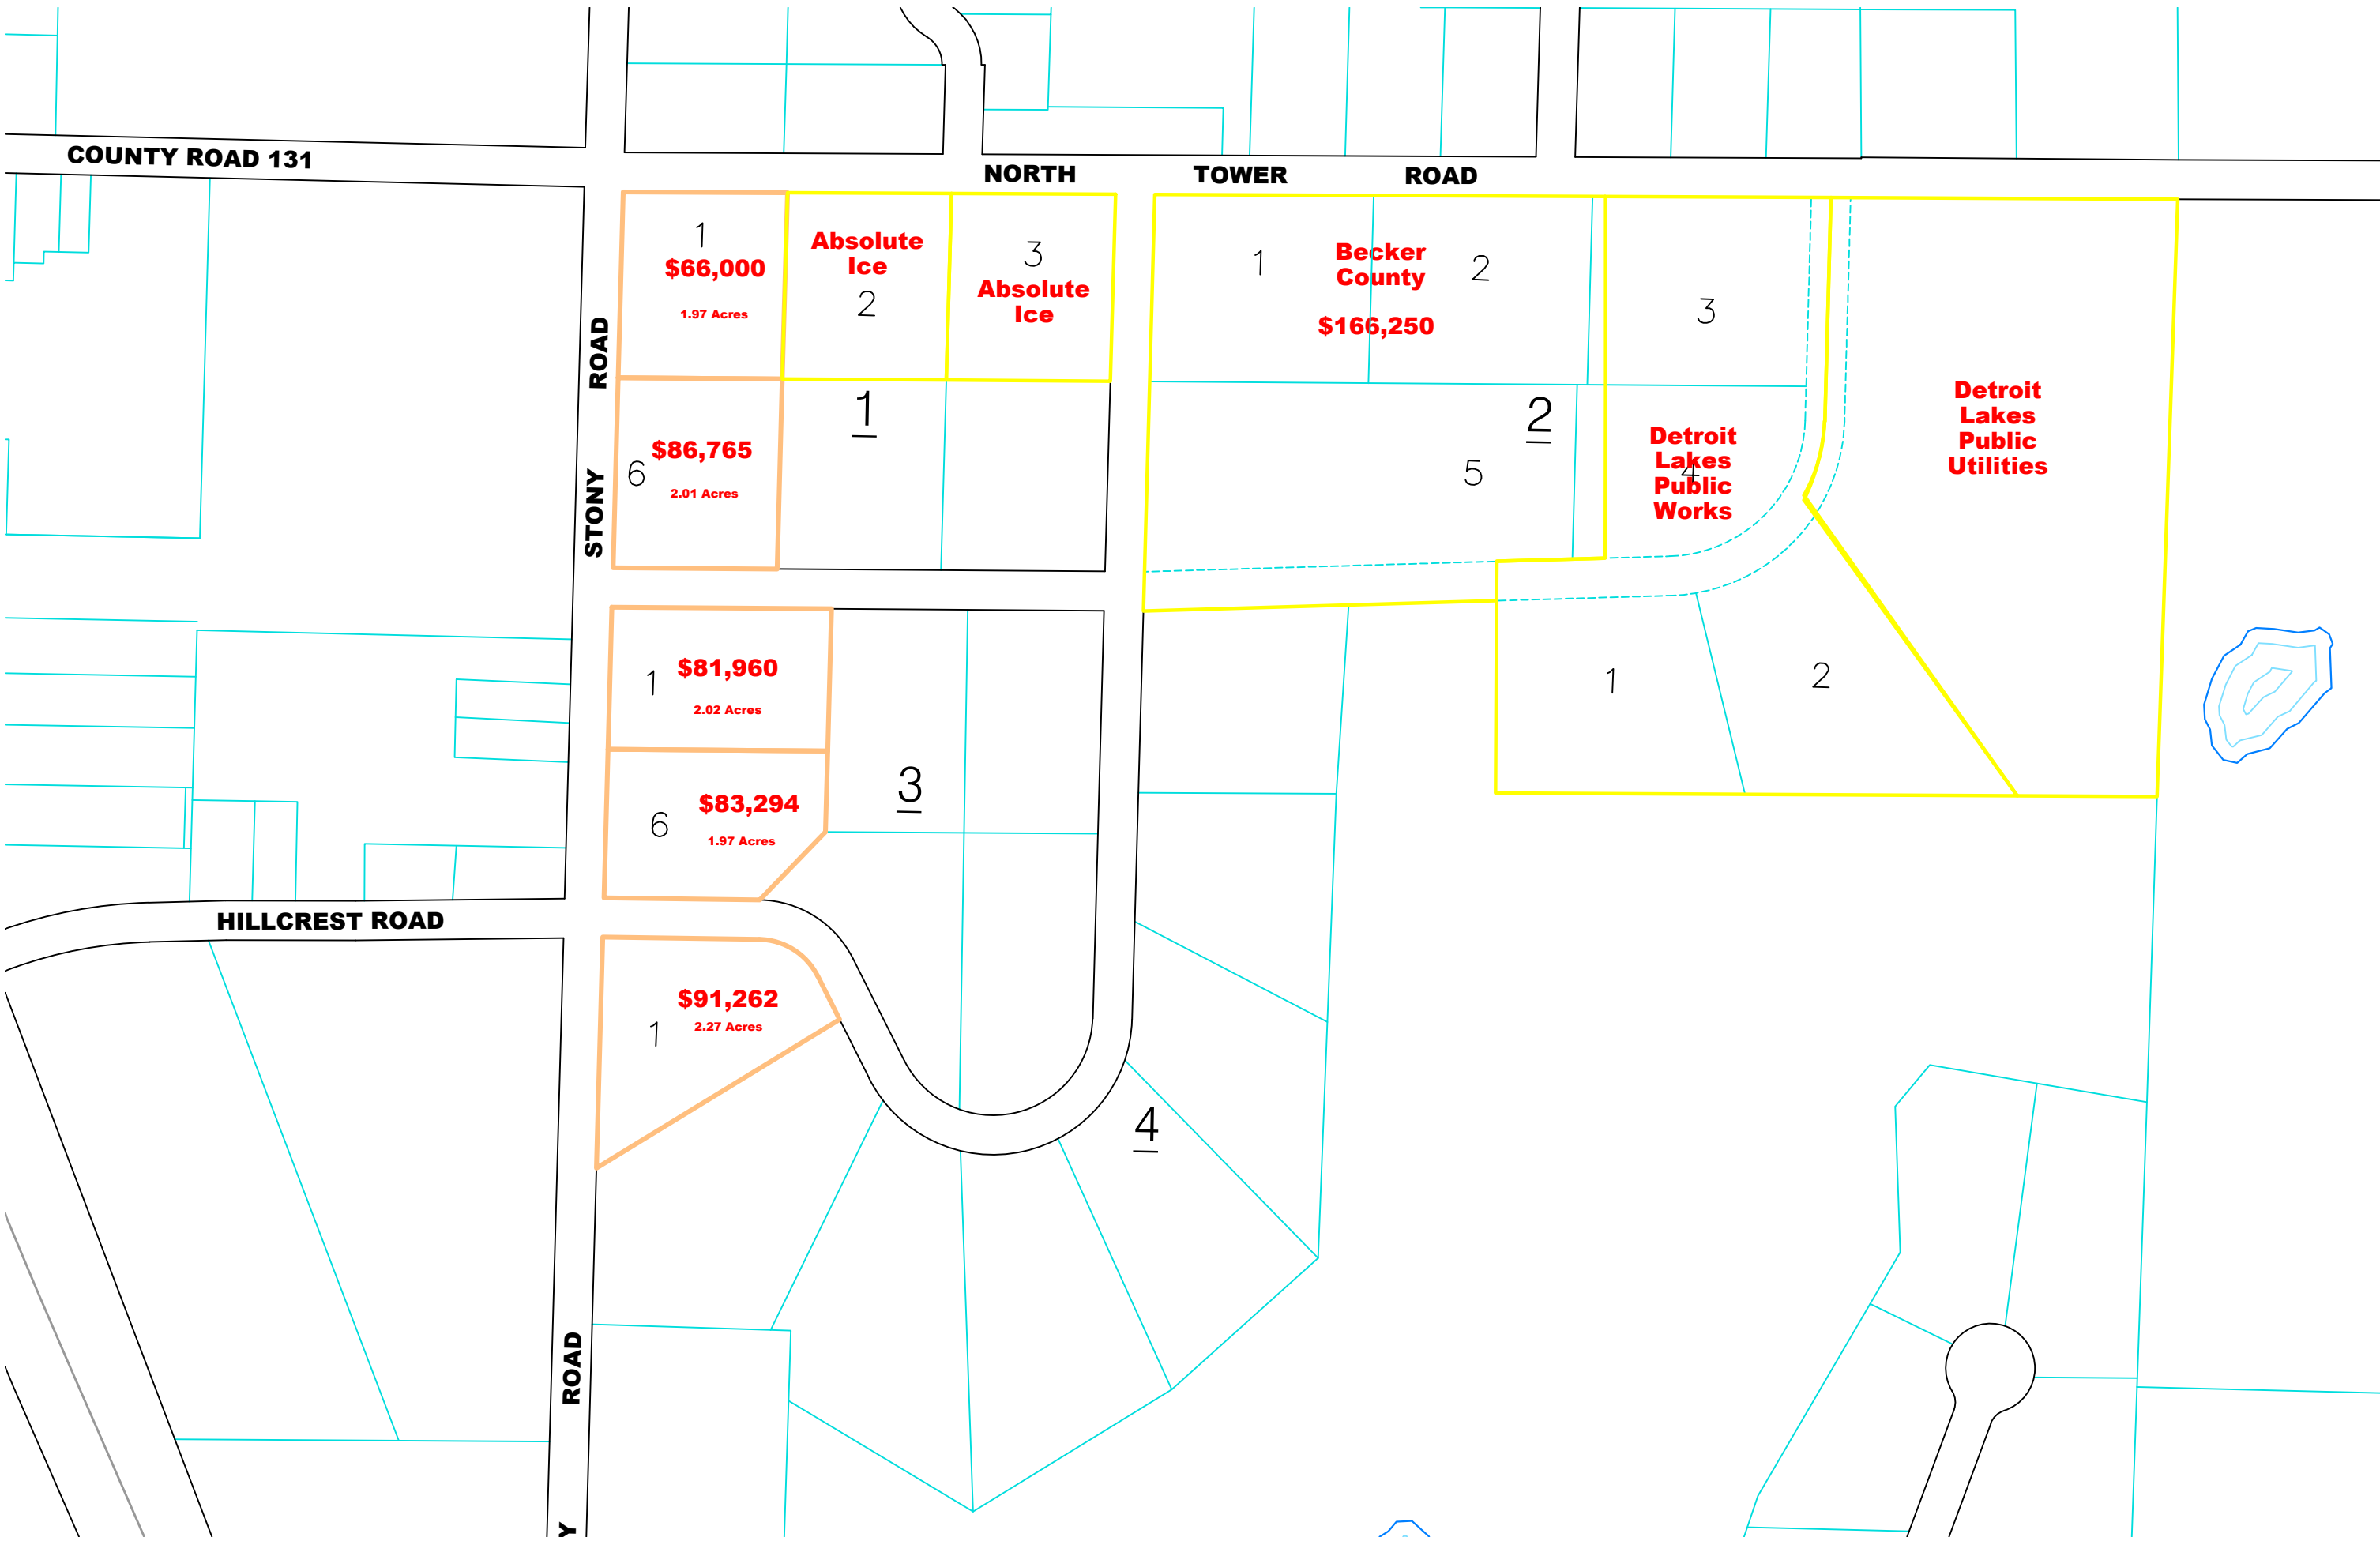 COUNTY ROAD 131
NORTH TOWER ROAD
STONY ROAD
1
$66,000
1.97 Acres
Absolute
Ice
2
3
Absolute
Ice
1
6
$86,765
2.01 Acres
1
Becker
County
$166,250
2
3
2
5
Detroit
Lakes
Public
Works
4
Detroit
Lakes
Public
Utilities
1
$81,960
2.02 Acres
6
$83,294
1.97 Acres
3
1
2
HILLCREST ROAD
1
$91,262
2.27 Acres
4
ROAD
Y